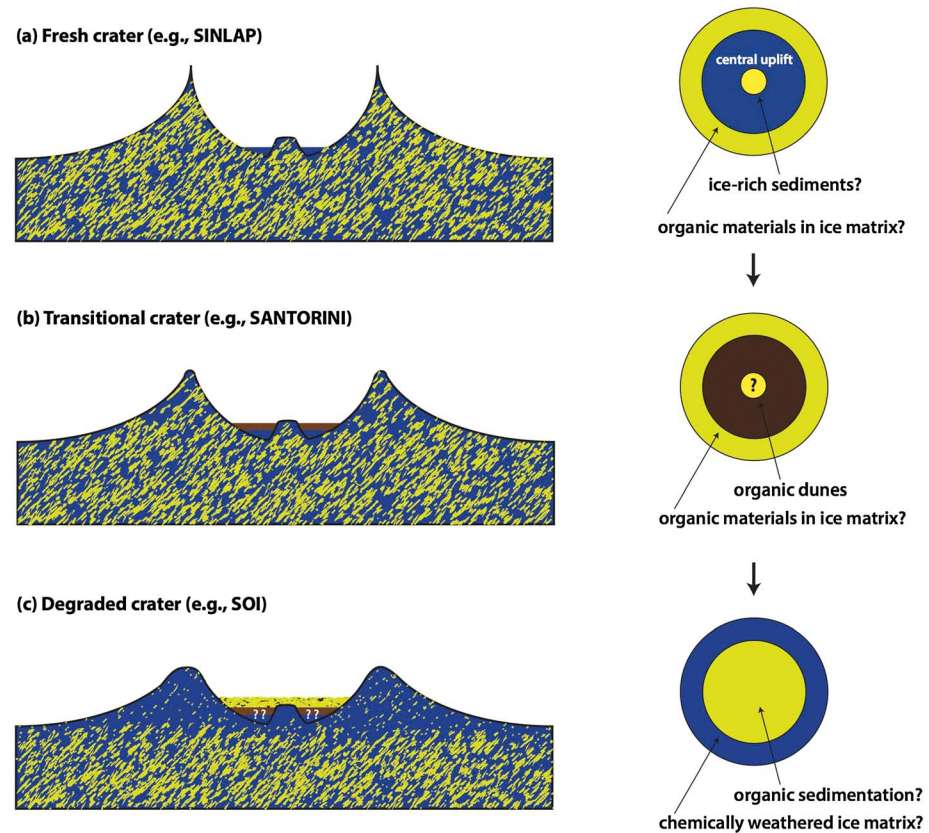 (a) Fresh crater (e.g., SINLAP)
central uplift
ice-rich sediments?
organic materials in ice matrix?
(b) Transitional crater (e.g., SANTORINI)
?
organic dunes
organic materials in ice matrix?
(c) Degraded crater (e.g., SOI)
? ? ? ?
organic sedimentation?
chemically weathered ice matrix?